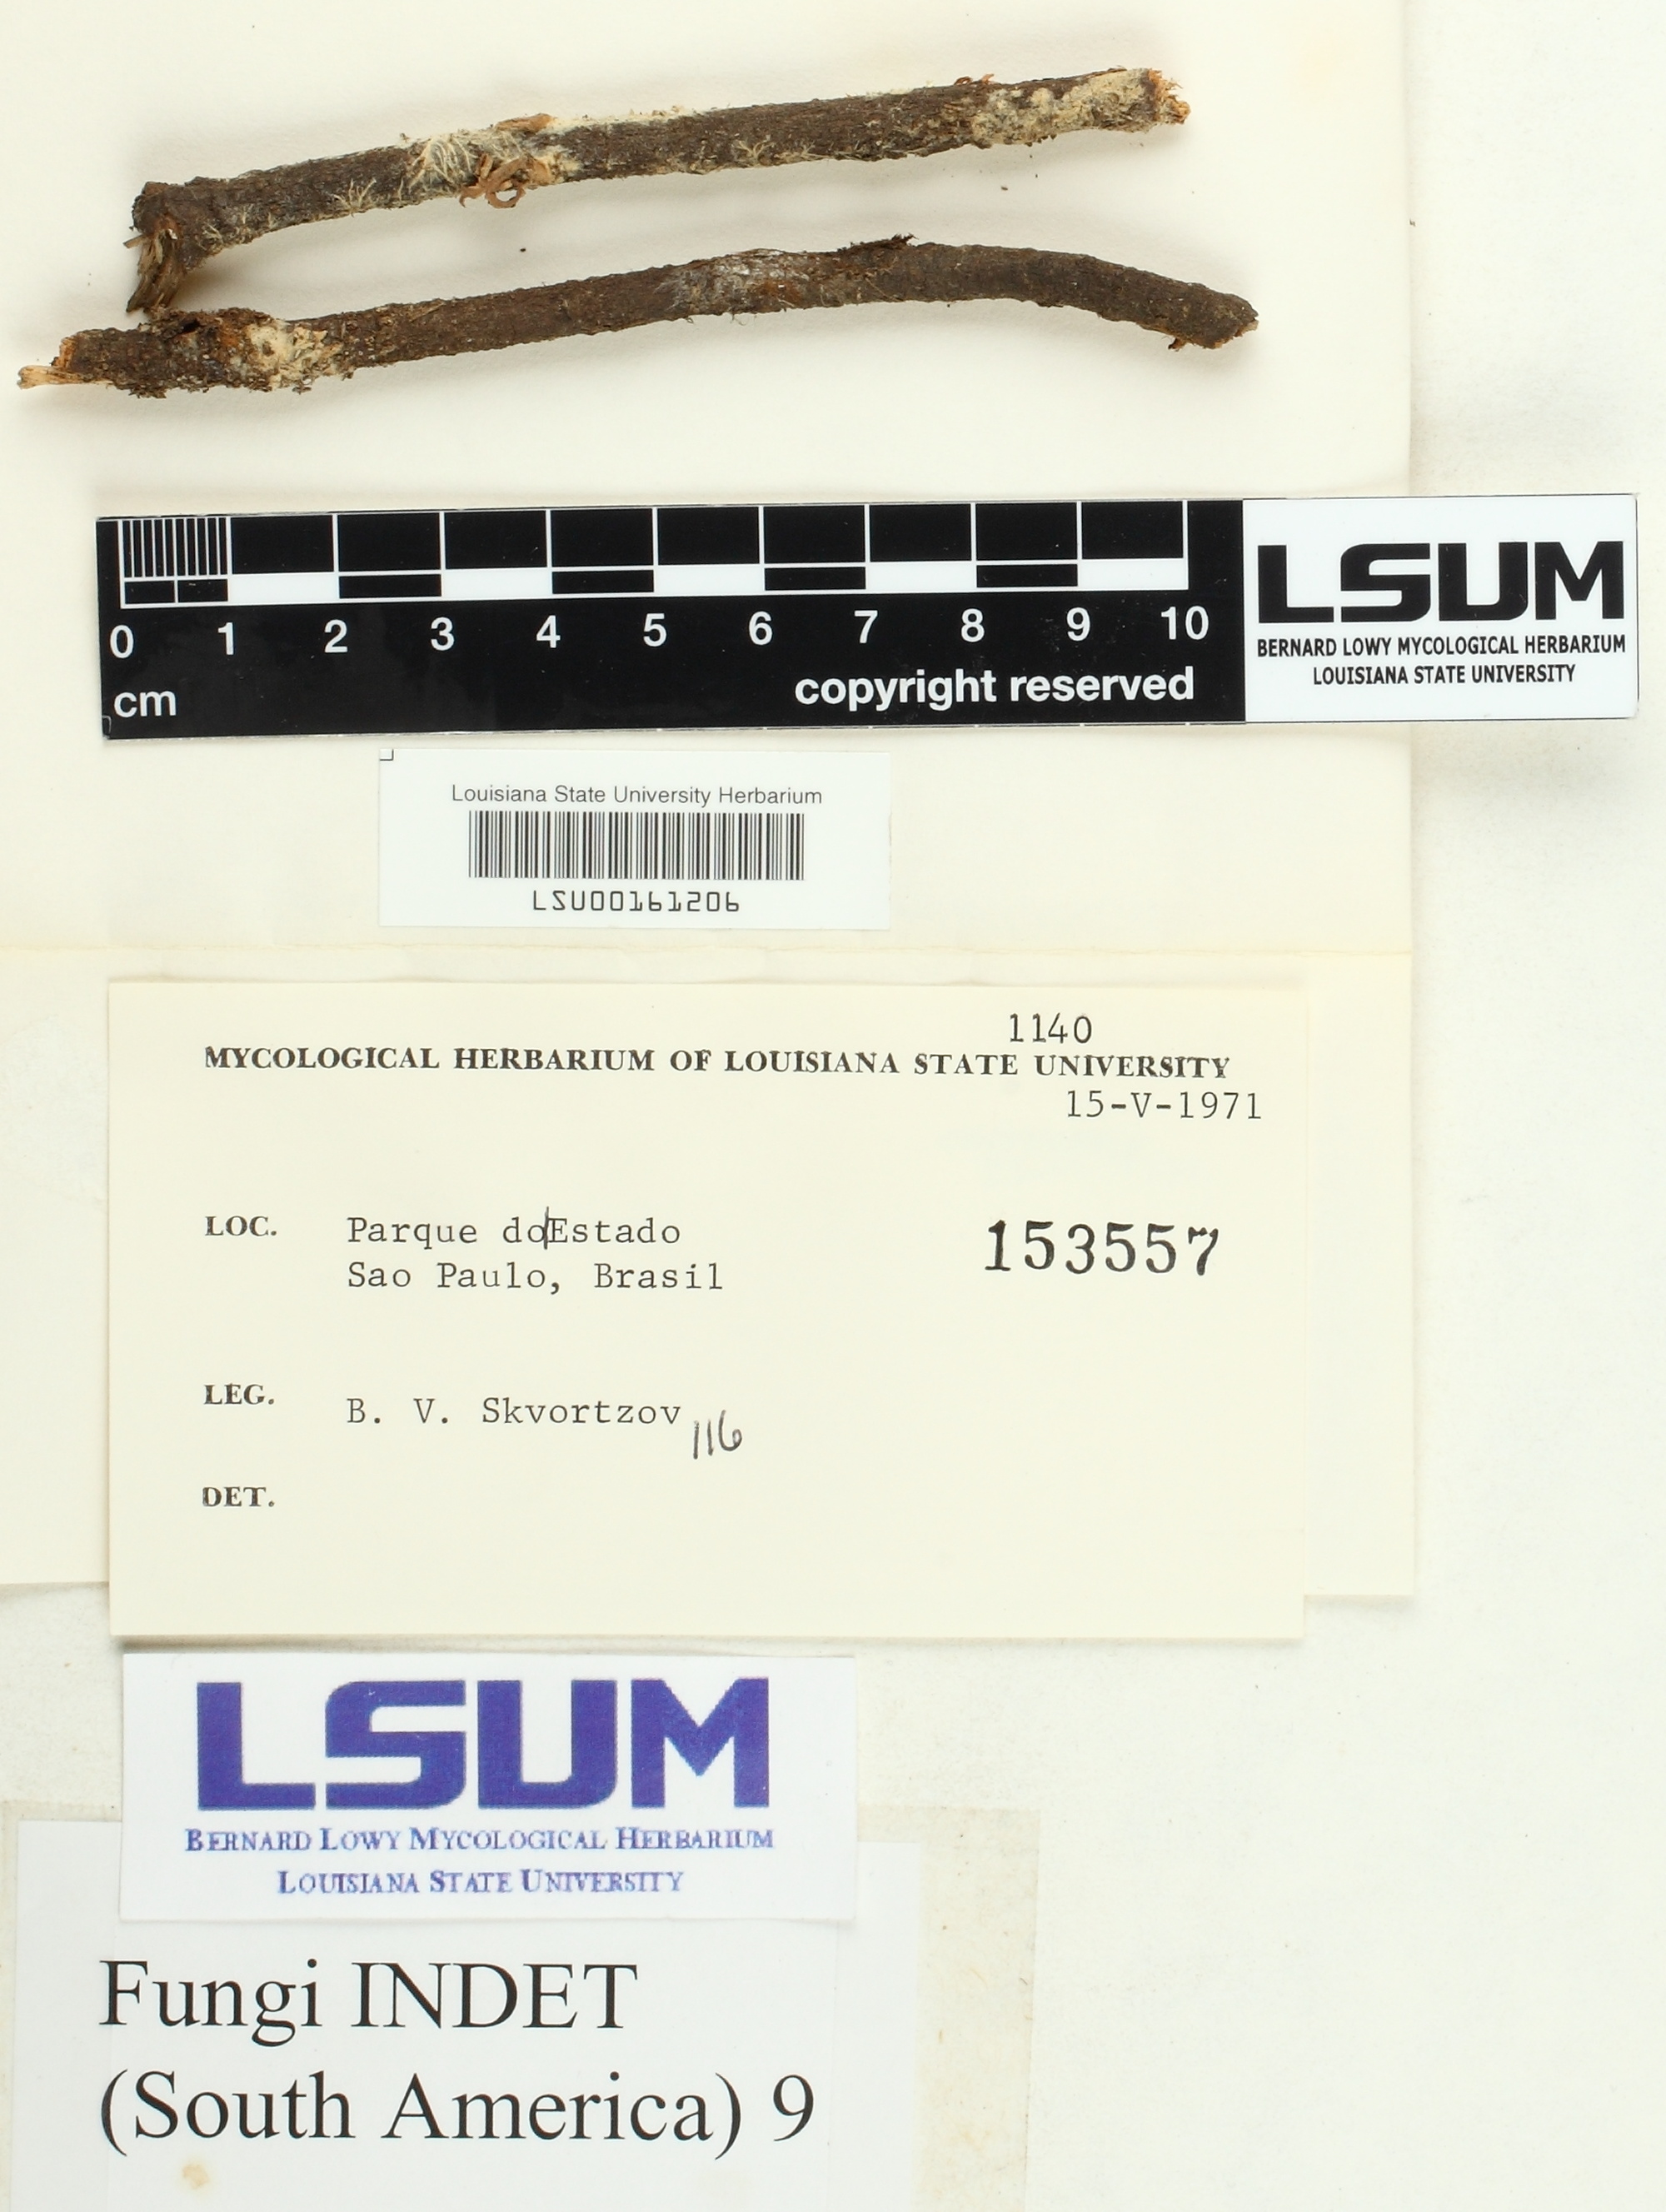 0 1 2 3 4 5 6 7 8 9 10
cm
copyright reserved
LSUM
BERNARD LOWY MYCOLOGICAL HERBARIUM
LOUISIANA STATE UNIVERSITY
Louisiana State University Herbarium
LSU00161206
1140
MYCOLOGICAL HERBARIUM OF LOUISIANA STATE UNIVERSITY
15-V-1971
LOC. Parque do/Estado
Sao Paulo, Brasil
153557
LEG. B. V. Skvortzov 116
DET.
LSUM
BERNARD LOWY MYCOLOGICAL HERBARIUM
LOUISIANA STATE UNIVERSITY
Fungi INDET
(South America) 9